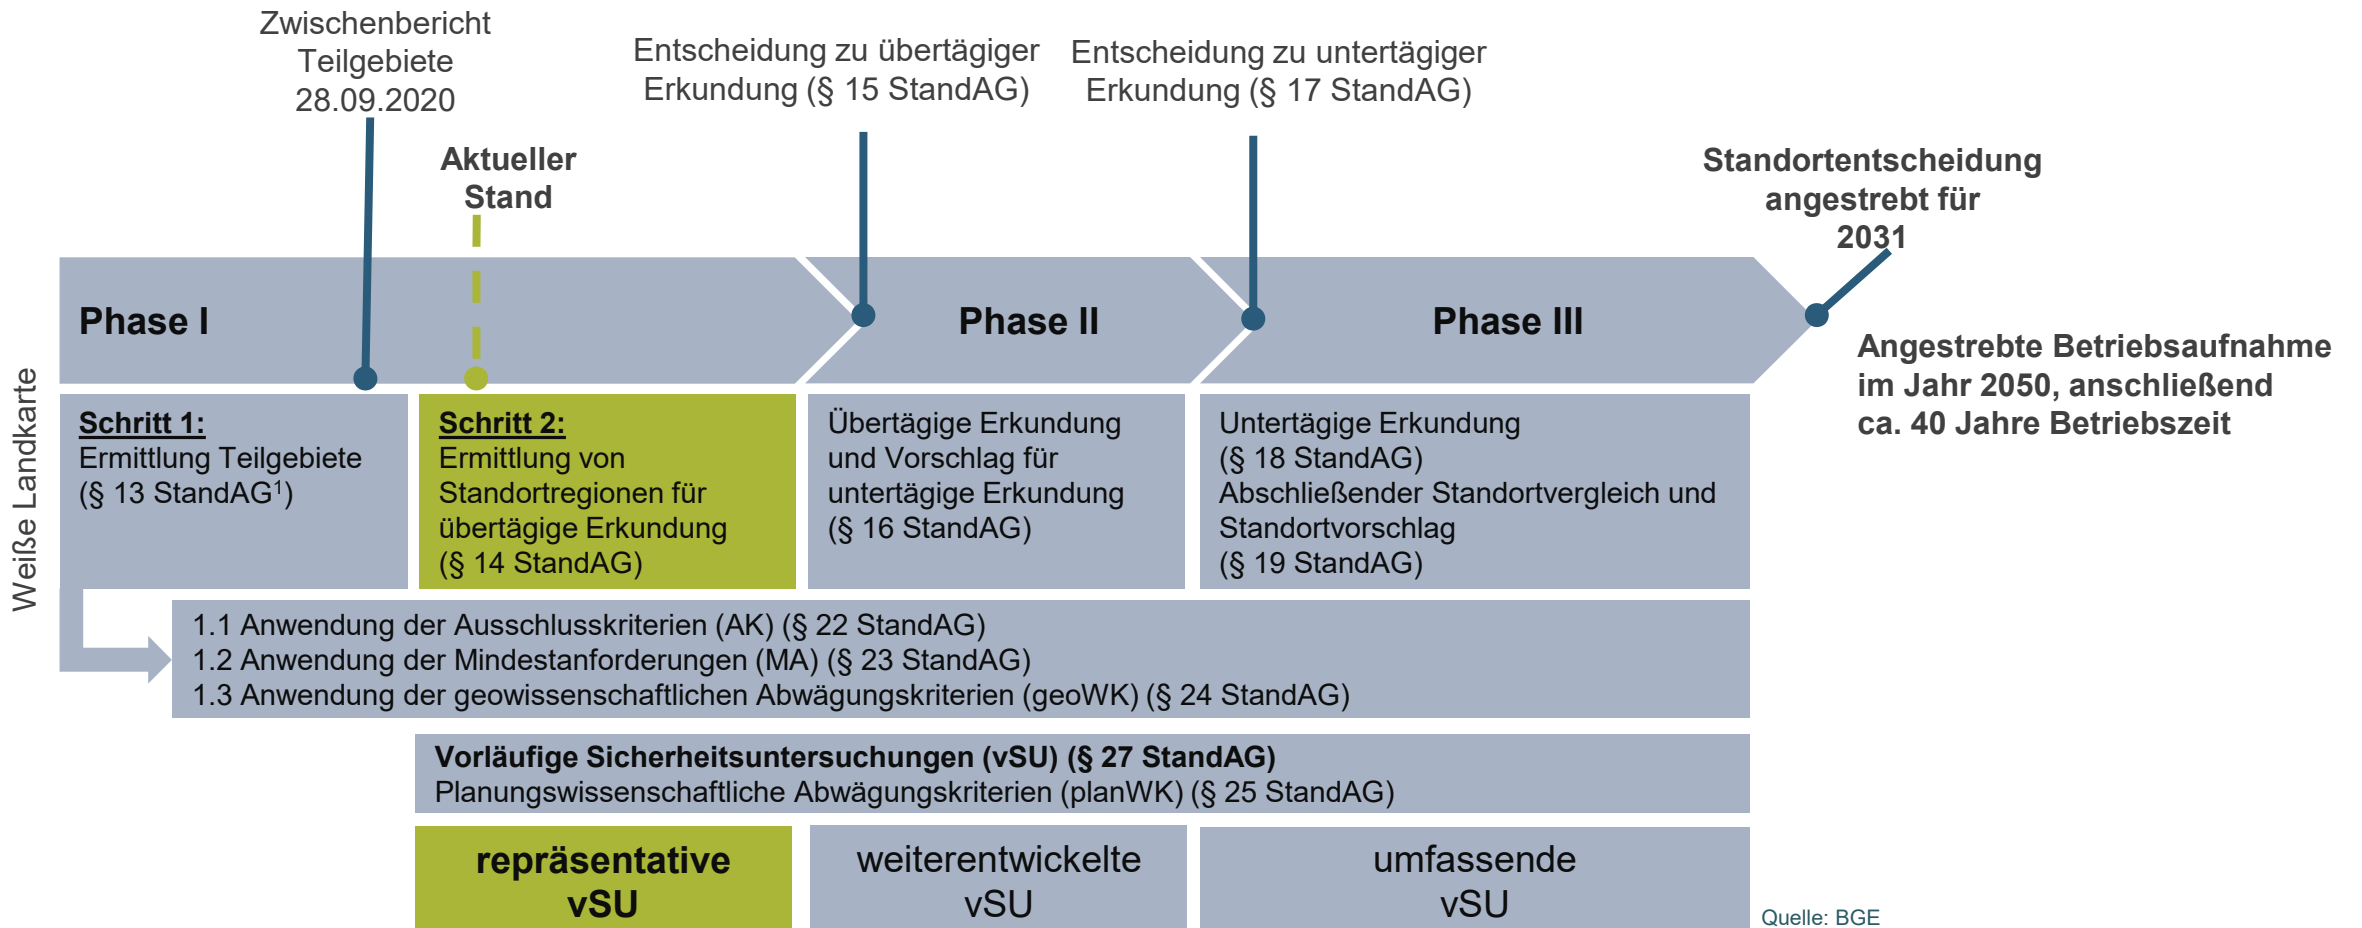 Zwischenbericht
Teilgebiete
28.09.2020
Entscheidung zu übertägiger
Erkundung (§ 15 StandAG)
Entscheidung zu untertägiger
Erkundung (§ 17 StandAG)
Aktueller
Stand
Standortentscheidung
angestrebt für
2031
Phase I
Phase II
Phase III
Angestrebte Betriebsaufnahme
im Jahr 2050, anschließend
ca. 40 Jahre Betriebszeit
Weiße Landkarte
Schritt 1:
Ermittlung Teilgebiete
(§ 13 StandAG¹)
Schritt 2:
Ermittlung von
Standortregionen für
übertägige Erkundung
(§ 14 StandAG)
Übertägige Erkundung
und Vorschlag für
untertägige Erkundung
(§ 16 StandAG)
Untertägige Erkundung
(§ 18 StandAG)
Abschließender Standortvergleich und
Standortvorschlag
(§ 19 StandAG)
1.1 Anwendung der Ausschlusskriterien (AK) (§ 22 StandAG)
1.2 Anwendung der Mindestanforderungen (MA) (§ 23 StandAG)
1.3 Anwendung der geowissenschaftlichen Abwägungskriterien (geoWK) (§ 24 StandAG)
Vorläufige Sicherheitsuntersuchungen (vSU) (§ 27 StandAG)
Planungswissenschaftliche Abwägungskriterien (planWK) (§ 25 StandAG)
repräsentative
vSU
weiterentwickelte
vSU
umfassende
vSU
Quelle: BGE